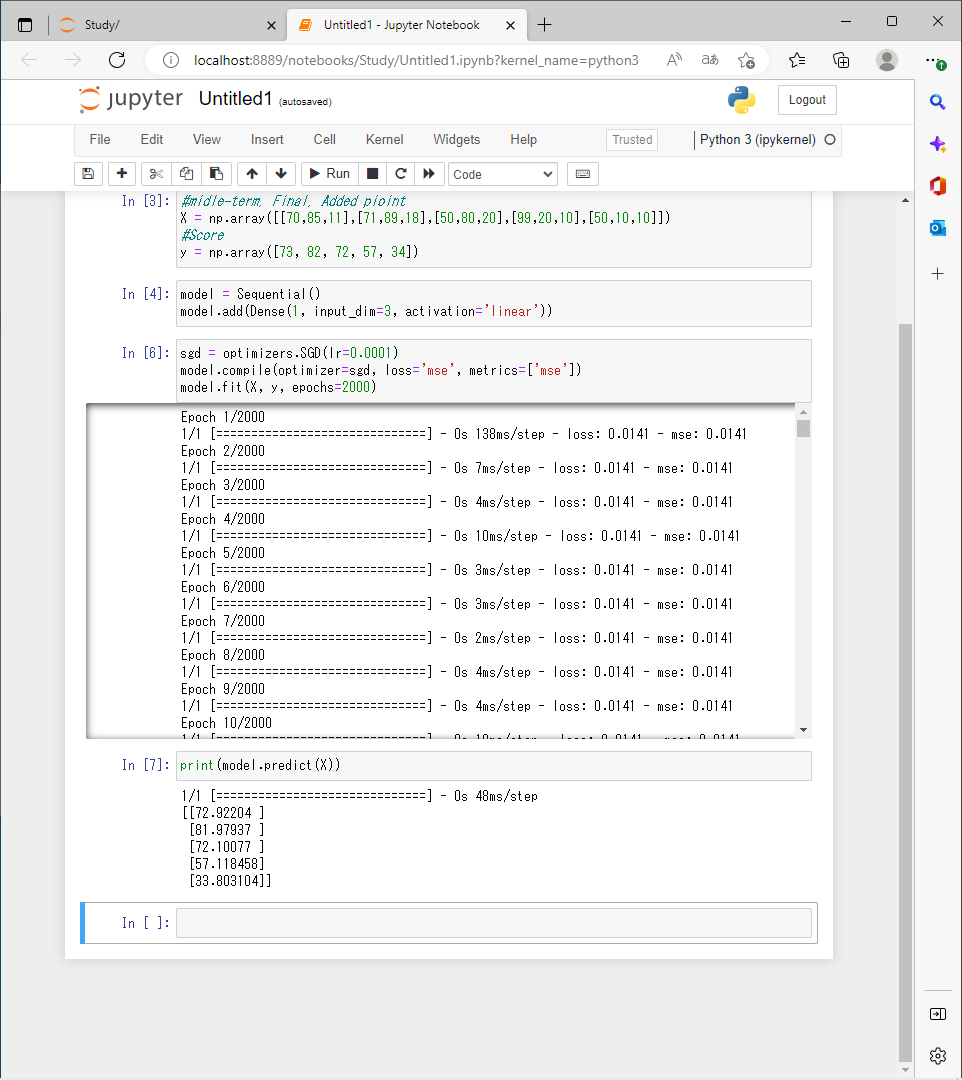 Study/
Untitled1 - Jupyter Notebook
localhost:8889/notebooks/Study/Untitled1.ipynb?kernel_name=python3
jupyter Untitled1 (autosaved)
Logout
File Edit View Insert Cell Kernel Widgets Help
Trusted
Python 3 (ipykernel)
Run
Code
In [3]: #midle-term, Final, Added pioint
X = np.array([[70,85,11],[71,89,18],[50,80,20],[99,20,10],[50,10,10]])
#Score
y = np.array([73, 82, 72, 57, 34])
In [4]: model = Sequential()
model.add(Dense(1, input_dim=3, activation='linear'))
In [6]: sgd = optimizers.SGD(lr=0.0001)
model.compile(optimizer=sgd, loss='mse', metrics=['mse'])
model.fit(X, y, epochs=2000)
Epoch 1/2000
1/1 [==============================] - 0s 138ms/step - loss: 0.0141 - mse: 0.0141
Epoch 2/2000
1/1 [==============================] - 0s 7ms/step - loss: 0.0141 - mse: 0.0141
Epoch 3/2000
1/1 [==============================] - 0s 4ms/step - loss: 0.0141 - mse: 0.0141
Epoch 4/2000
1/1 [==============================] - 0s 10ms/step - loss: 0.0141 - mse: 0.0141
Epoch 5/2000
1/1 [==============================] - 0s 3ms/step - loss: 0.0141 - mse: 0.0141
Epoch 6/2000
1/1 [==============================] - 0s 3ms/step - loss: 0.0141 - mse: 0.0141
Epoch 7/2000
1/1 [==============================] - 0s 2ms/step - loss: 0.0141 - mse: 0.0141
Epoch 8/2000
1/1 [==============================] - 0s 4ms/step - loss: 0.0141 - mse: 0.0141
Epoch 9/2000
1/1 [==============================] - 0s 4ms/step - loss: 0.0141 - mse: 0.0141
Epoch 10/2000
In [7]: print(model.predict(X))
1/1 [==============================] - 0s 48ms/step
[[72.92204 ]
[81.97937 ]
[72.10077 ]
[57.118458]
[33.803104]]
In [ ]: